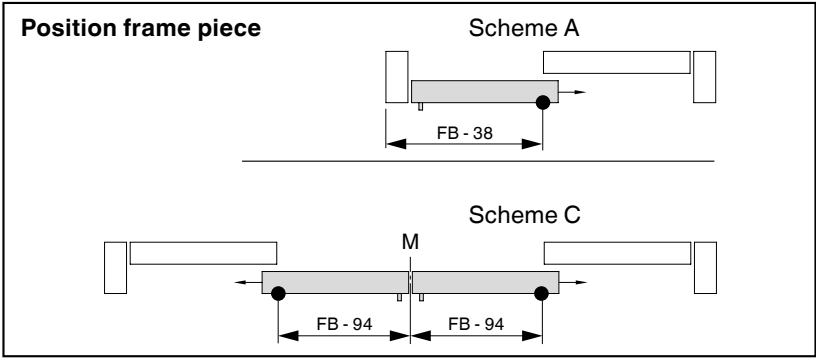 Position frame piece
Scheme A
FB - 38
Scheme C
M
FB - 94
FB - 94